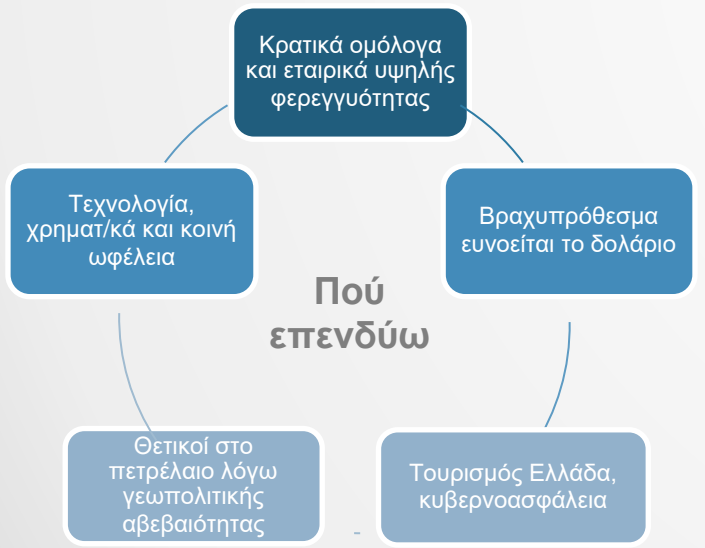 Κρατικά ομόλογα
και εταιρικά υψηλής
φερεγγυότητας
Τεχνολογία,
χρηματ/κά και κοινή
ωφέλεια
Βραχυπρόθεσμα
ευνοείται το δολάριο
Πού
επενδύω
Θετικοί στο
πετρέλαιο λόγω
γεωπολιτικής
αβεβαιότητας
Τουρισμός Ελλάδα,
κυβερνοασφάλεια
-